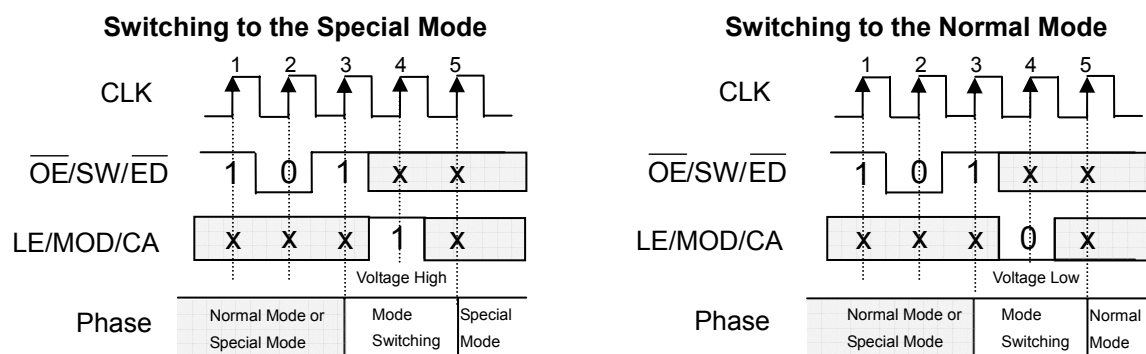 Switching to the Special Mode
1 2 3 4 5
CLK
OE/SW/ED 1 0 1 x x
LE/MOD/CA x x x 1 x
Voltage High
Phase
Normal Mode or
Special Mode
Mode
Switching
Special
Mode
Switching to the Normal Mode
1 2 3 4 5
CLK
OE/SW/ED 1 0 1 x x
LE/MOD/CA x x x 0 x
Voltage Low
Phase
Normal Mode or
Special Mode
Mode
Switching
Normal
Mode